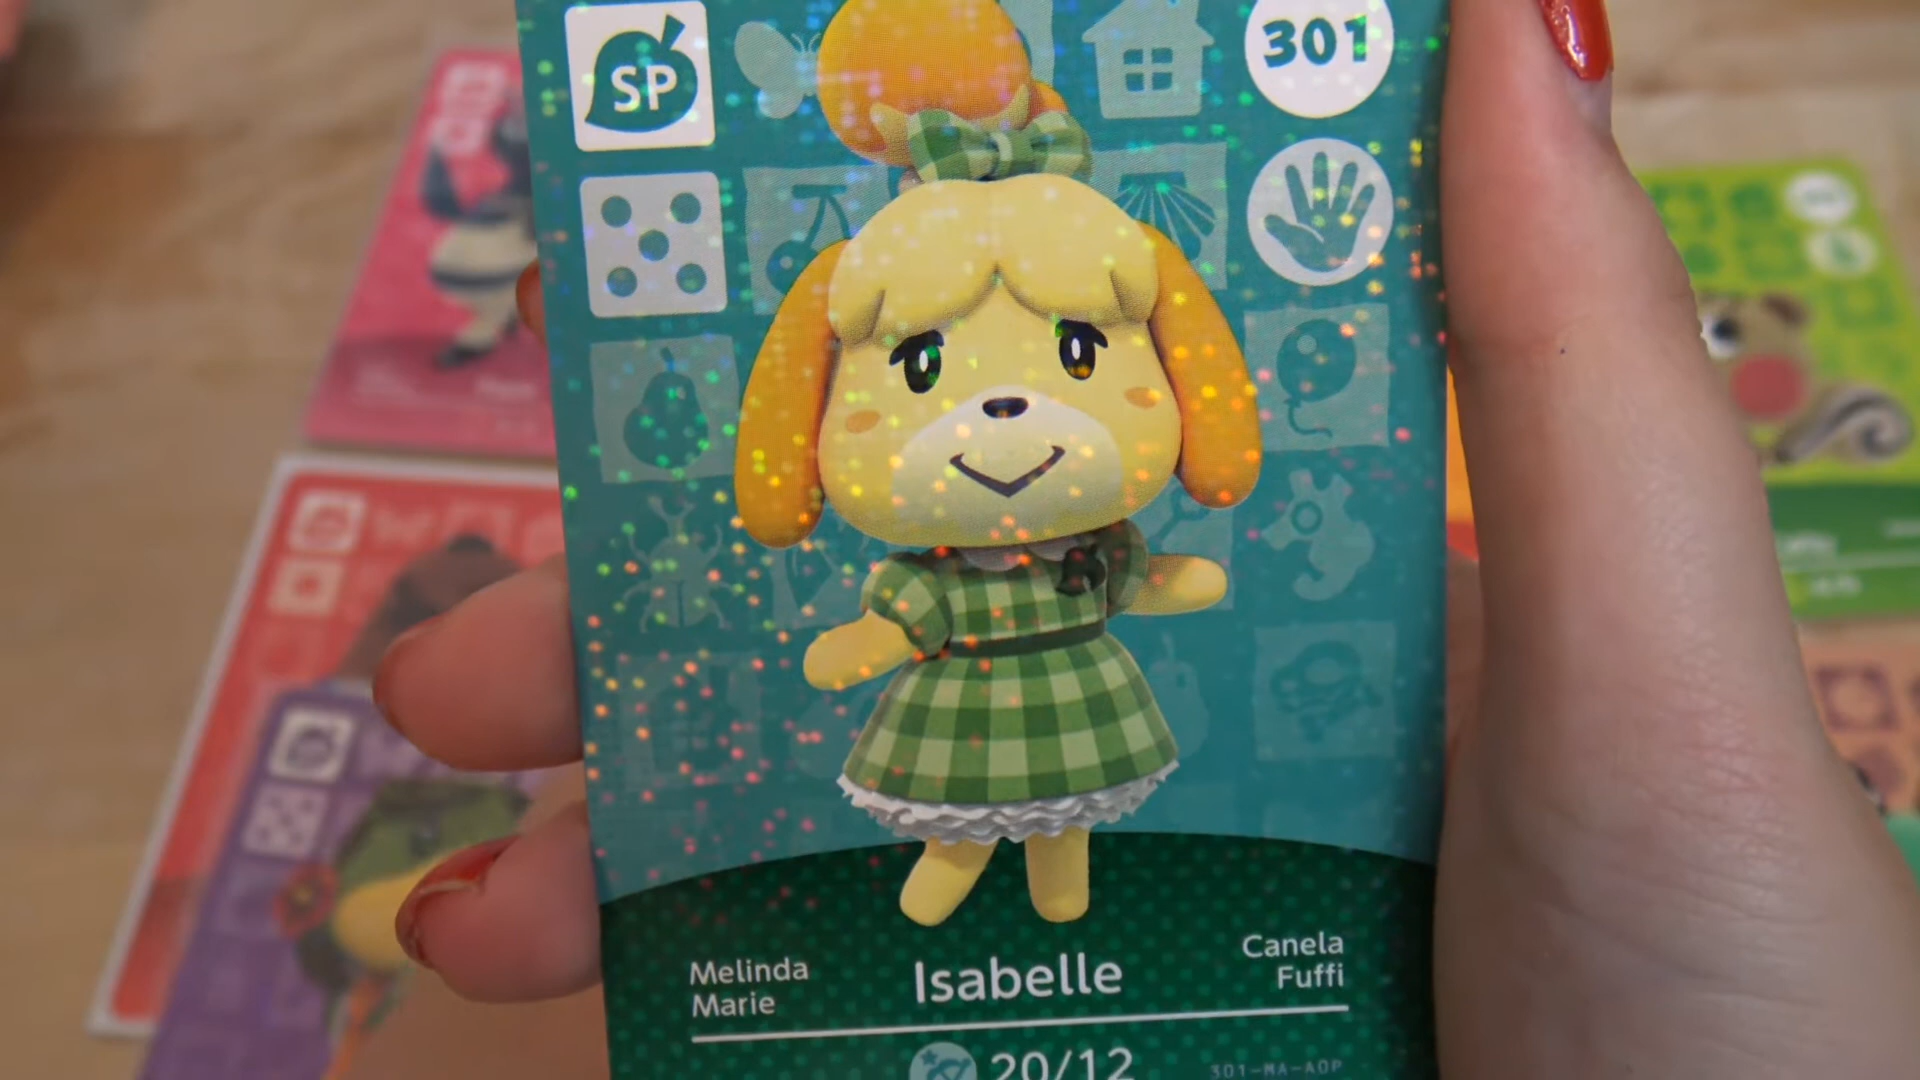 SP
301
Melinda
Marie
Isabelle
Canela
Fuffi
20/12
301-MA-AOP